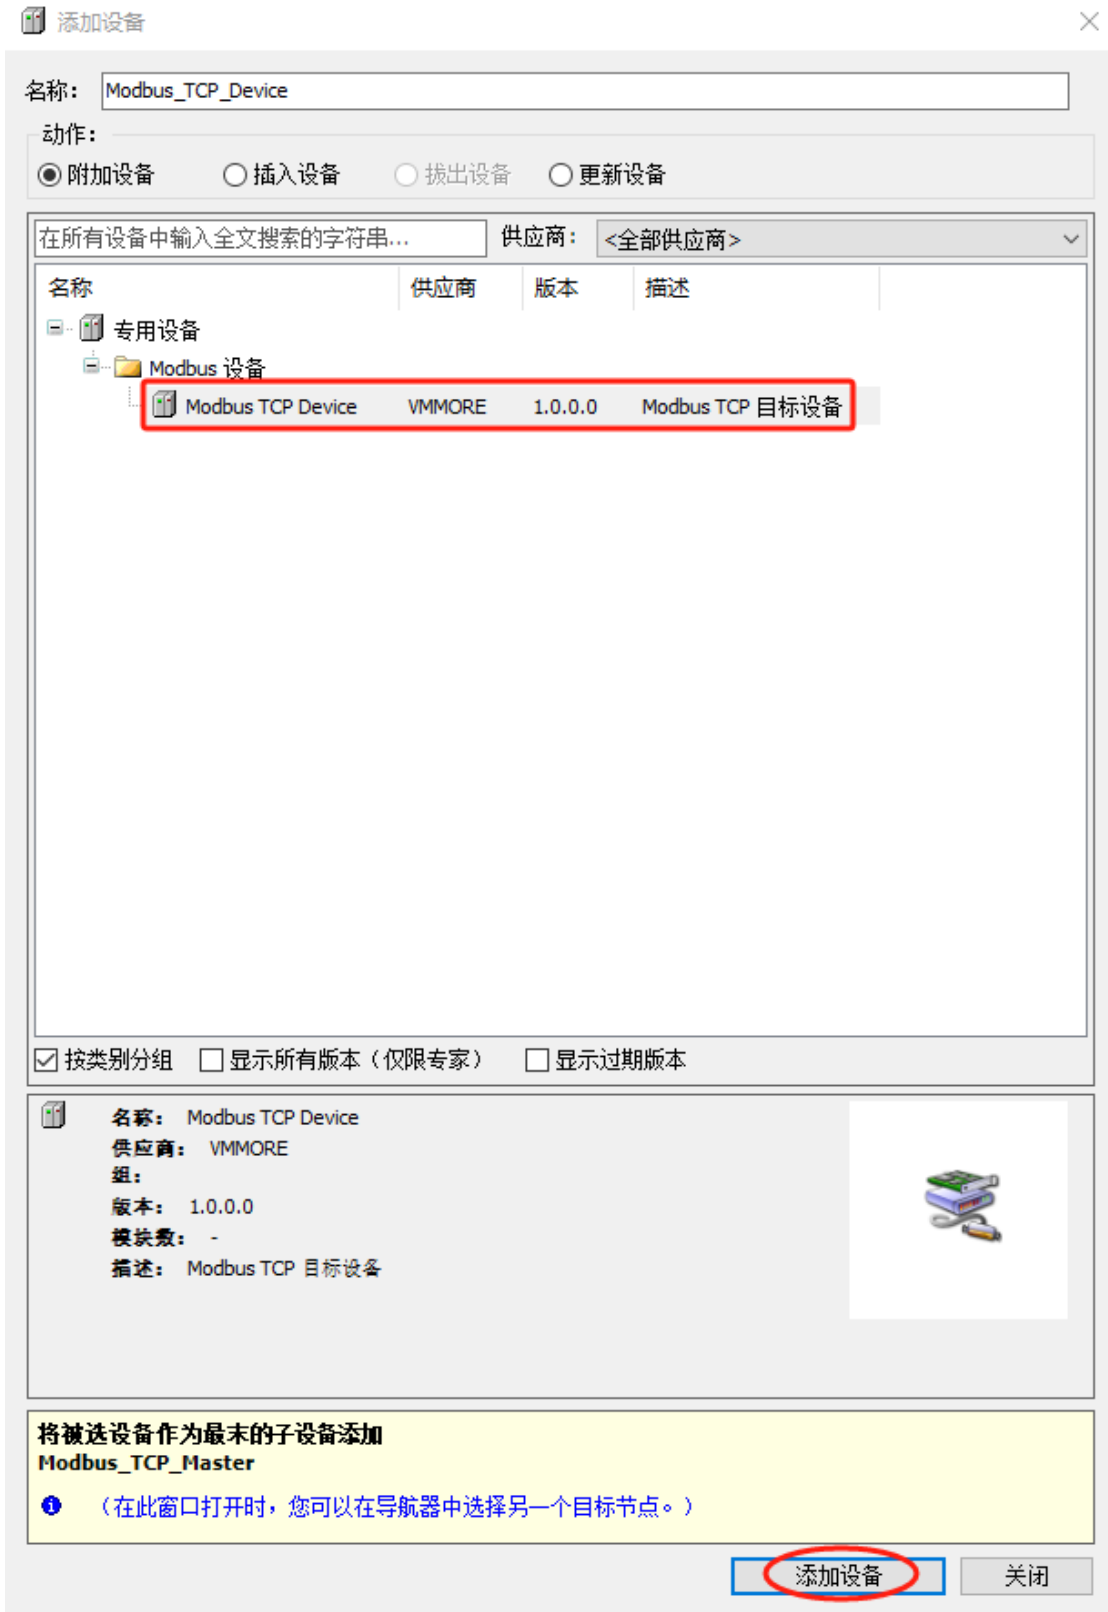 添加设备
名称： Modbus_TCP_Device
动作：
附加设备 插入设备 拔出设备 更新设备
在所有设备中输入全文搜索的字符串... 供应商： <全部供应商>
名称 供应商 版本 描述
专用设备
Modbus 设备
Modbus TCP Device VMMORE 1.0.0.0 Modbus TCP 目标设备
按类别分组 显示所有版本（仅限专家） 显示过期版本
名称： Modbus TCP Device
供应商： VMMORE
组：
版本： 1.0.0.0
模块数： -
描述： Modbus TCP 目标设备
将被选设备作为最末的子设备添加
Modbus_TCP_Master
（在此窗口打开时，您可以在导航器中选择另一个目标节点。）
添加设备 关闭